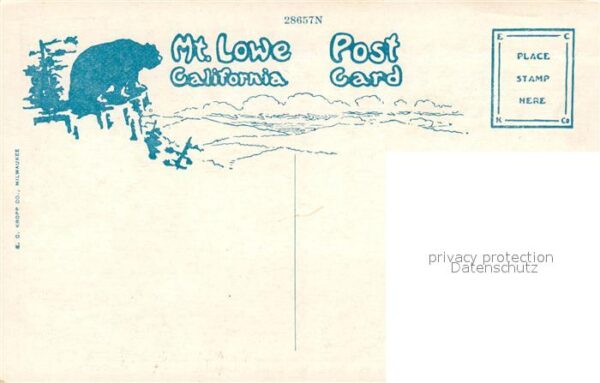 28657N
Mt. Lowe
California
Post
Card
E C
PLACE
STAMP
HERE
K Co
E. C. KROPP CO., MILWAUKEE
privacy protection
Datenschutz